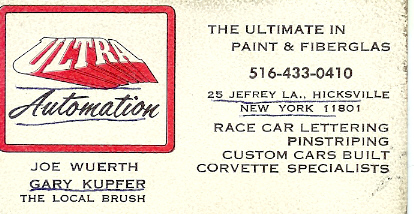 ULTRA
Automation
JOE WUERTH
GARY KUPFER
THE LOCAL BRUSH
THE ULTIMATE IN
PAINT & FIBERGLAS
516-433-0410
25 JEFREY LA., HICKSVILLE
NEW YORK 11801
RACE CAR LETTERING
PINSTRIPING
CUSTOM CARS BUILT
CORVETTE SPECIALISTS